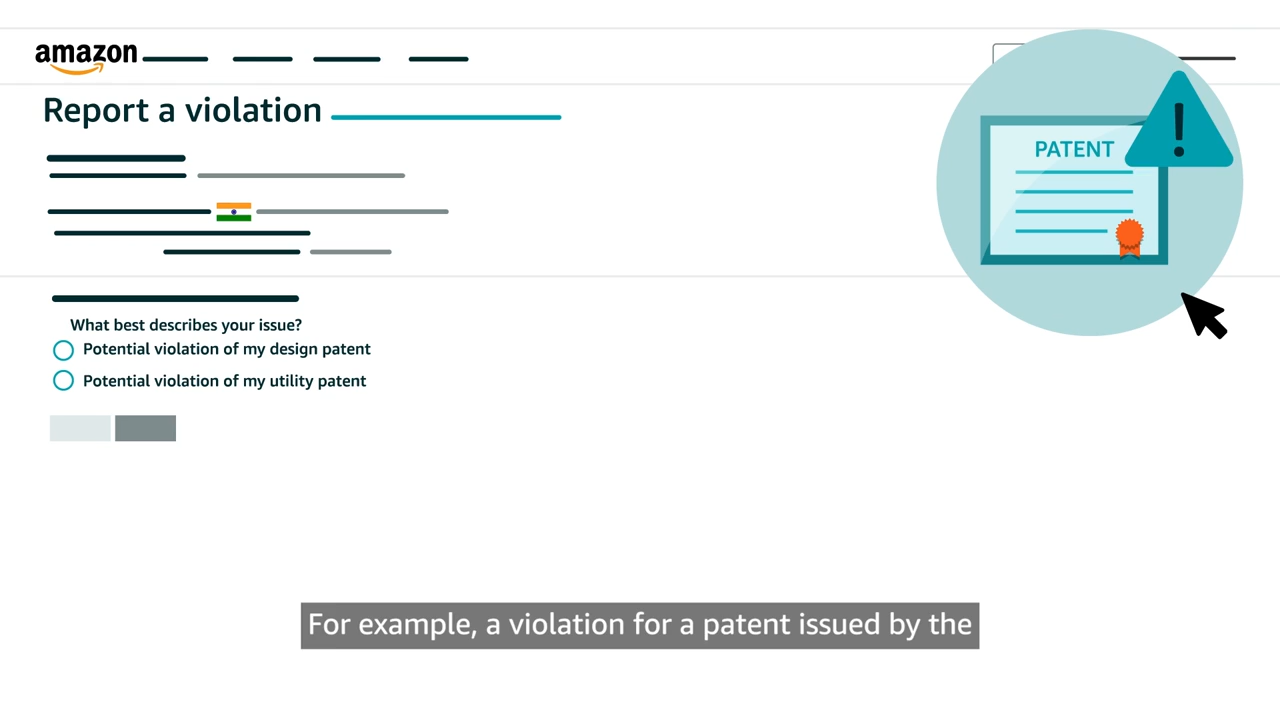 amazon
Report a violation
PATENT
What best describes your issue?
Potential violation of my design patent
Potential violation of my utility patent
For example, a violation for a patent issued by the